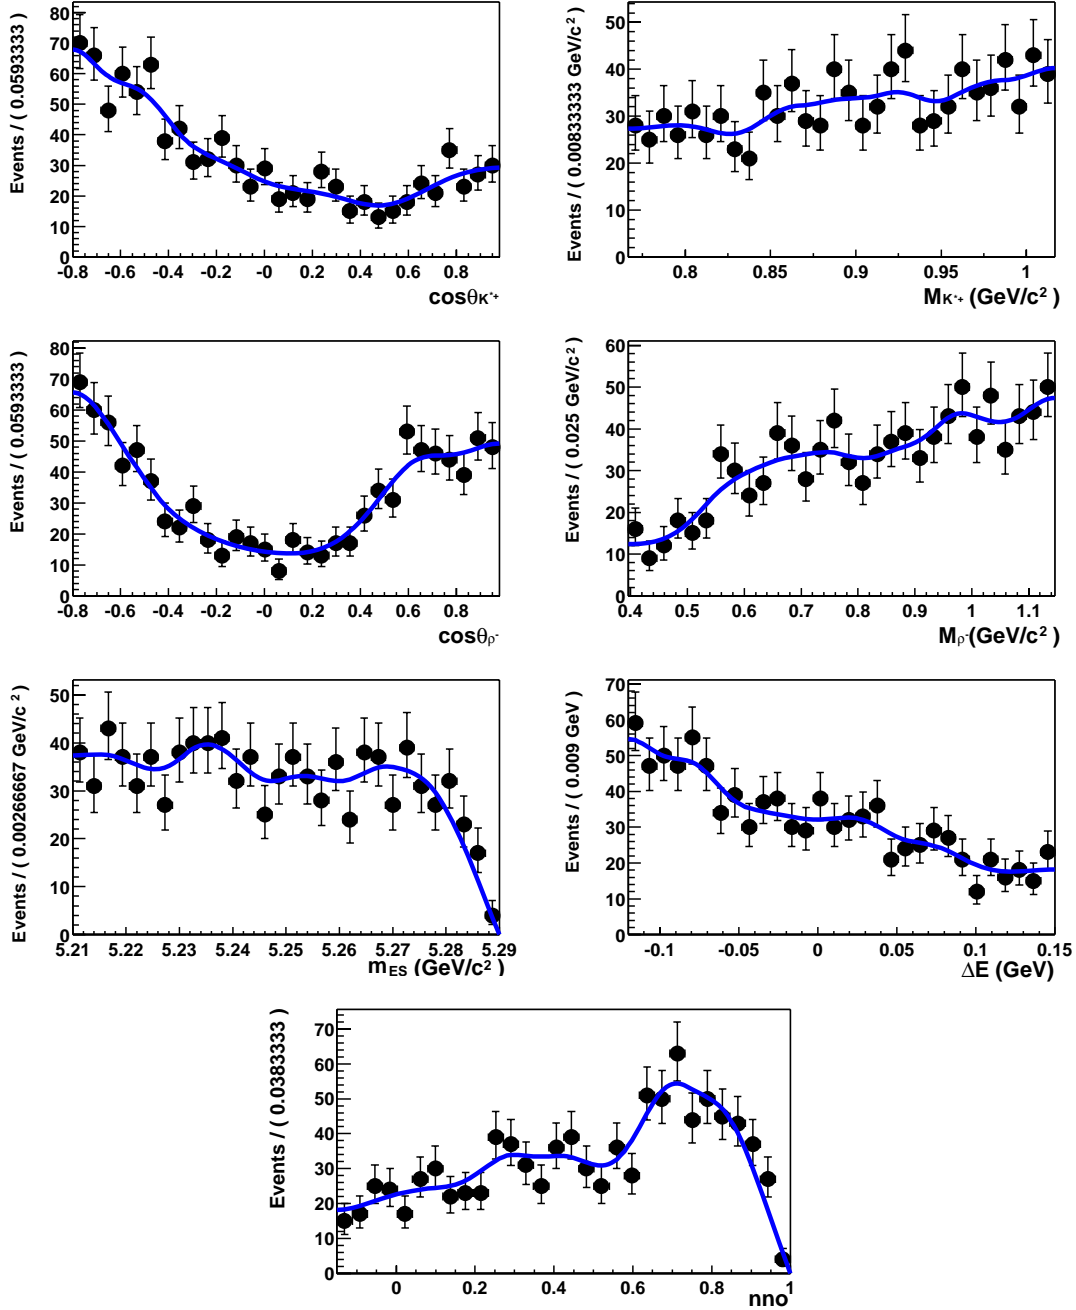 Events / ( 0.0593333 )
80
70
60
50
40
30
20
10
0
-0.8 -0.6 -0.4 -0.2 -0 0.2 0.4 0.6 0.8
cosθK*+
Events / ( 0.00833333 GeV/c² )
50
40
30
20
10
0
0.8 0.85 0.9 0.95 1
MK*+ (GeV/c²)
Events / ( 0.0593333 )
80
70
60
50
40
30
20
10
0
-0.8 -0.6 -0.4 -0.2 -0 0.2 0.4 0.6 0.8
cosθρ-
Events / ( 0.025 GeV/c² )
60
50
40
30
20
10
0
0.4 0.5 0.6 0.7 0.8 0.9 1 1.1
Mρ- (GeV/c²)
Events / ( 0.00266667 GeV/c² )
50
40
30
20
10
0
5.21 5.22 5.23 5.24 5.25 5.26 5.27 5.28 5.29
mES (GeV/c²)
Events / ( 0.009 GeV )
70
60
50
40
30
20
10
0
-0.1 -0.05 0 0.05 0.1 0.15
ΔE (GeV)
Events / ( 0.0383333 )
70
60
50
40
30
20
10
0
0 0.2 0.4 0.6 0.8 1
nno